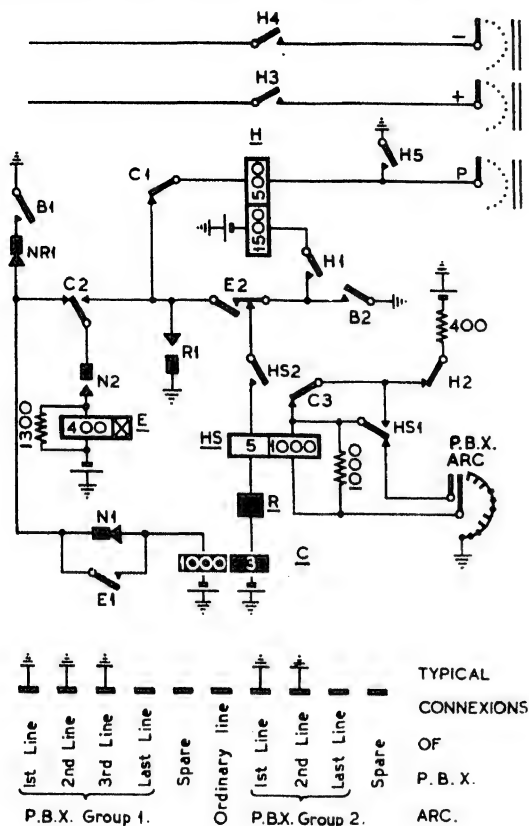 H4
−
H3
+
H
H5
C1
500
P
B1
1500
NR1
H1
C2
E2
B2
R1
400
HS2
C3
H2
N2
1300
400
E
HS
5
1000
HS1
1000
P.B.X.
ARC
R
N1
1000
3
C
E1
TYPICAL
CONNEXIONS
OF
P. B. X.
ARC.
1st Line
2nd Line
3rd Line
Last Line
Spare
Ordinary line
1st Line
2nd Line
Last Line
Spare
P.B.X. Group 1.
P.B.X. Group 2.